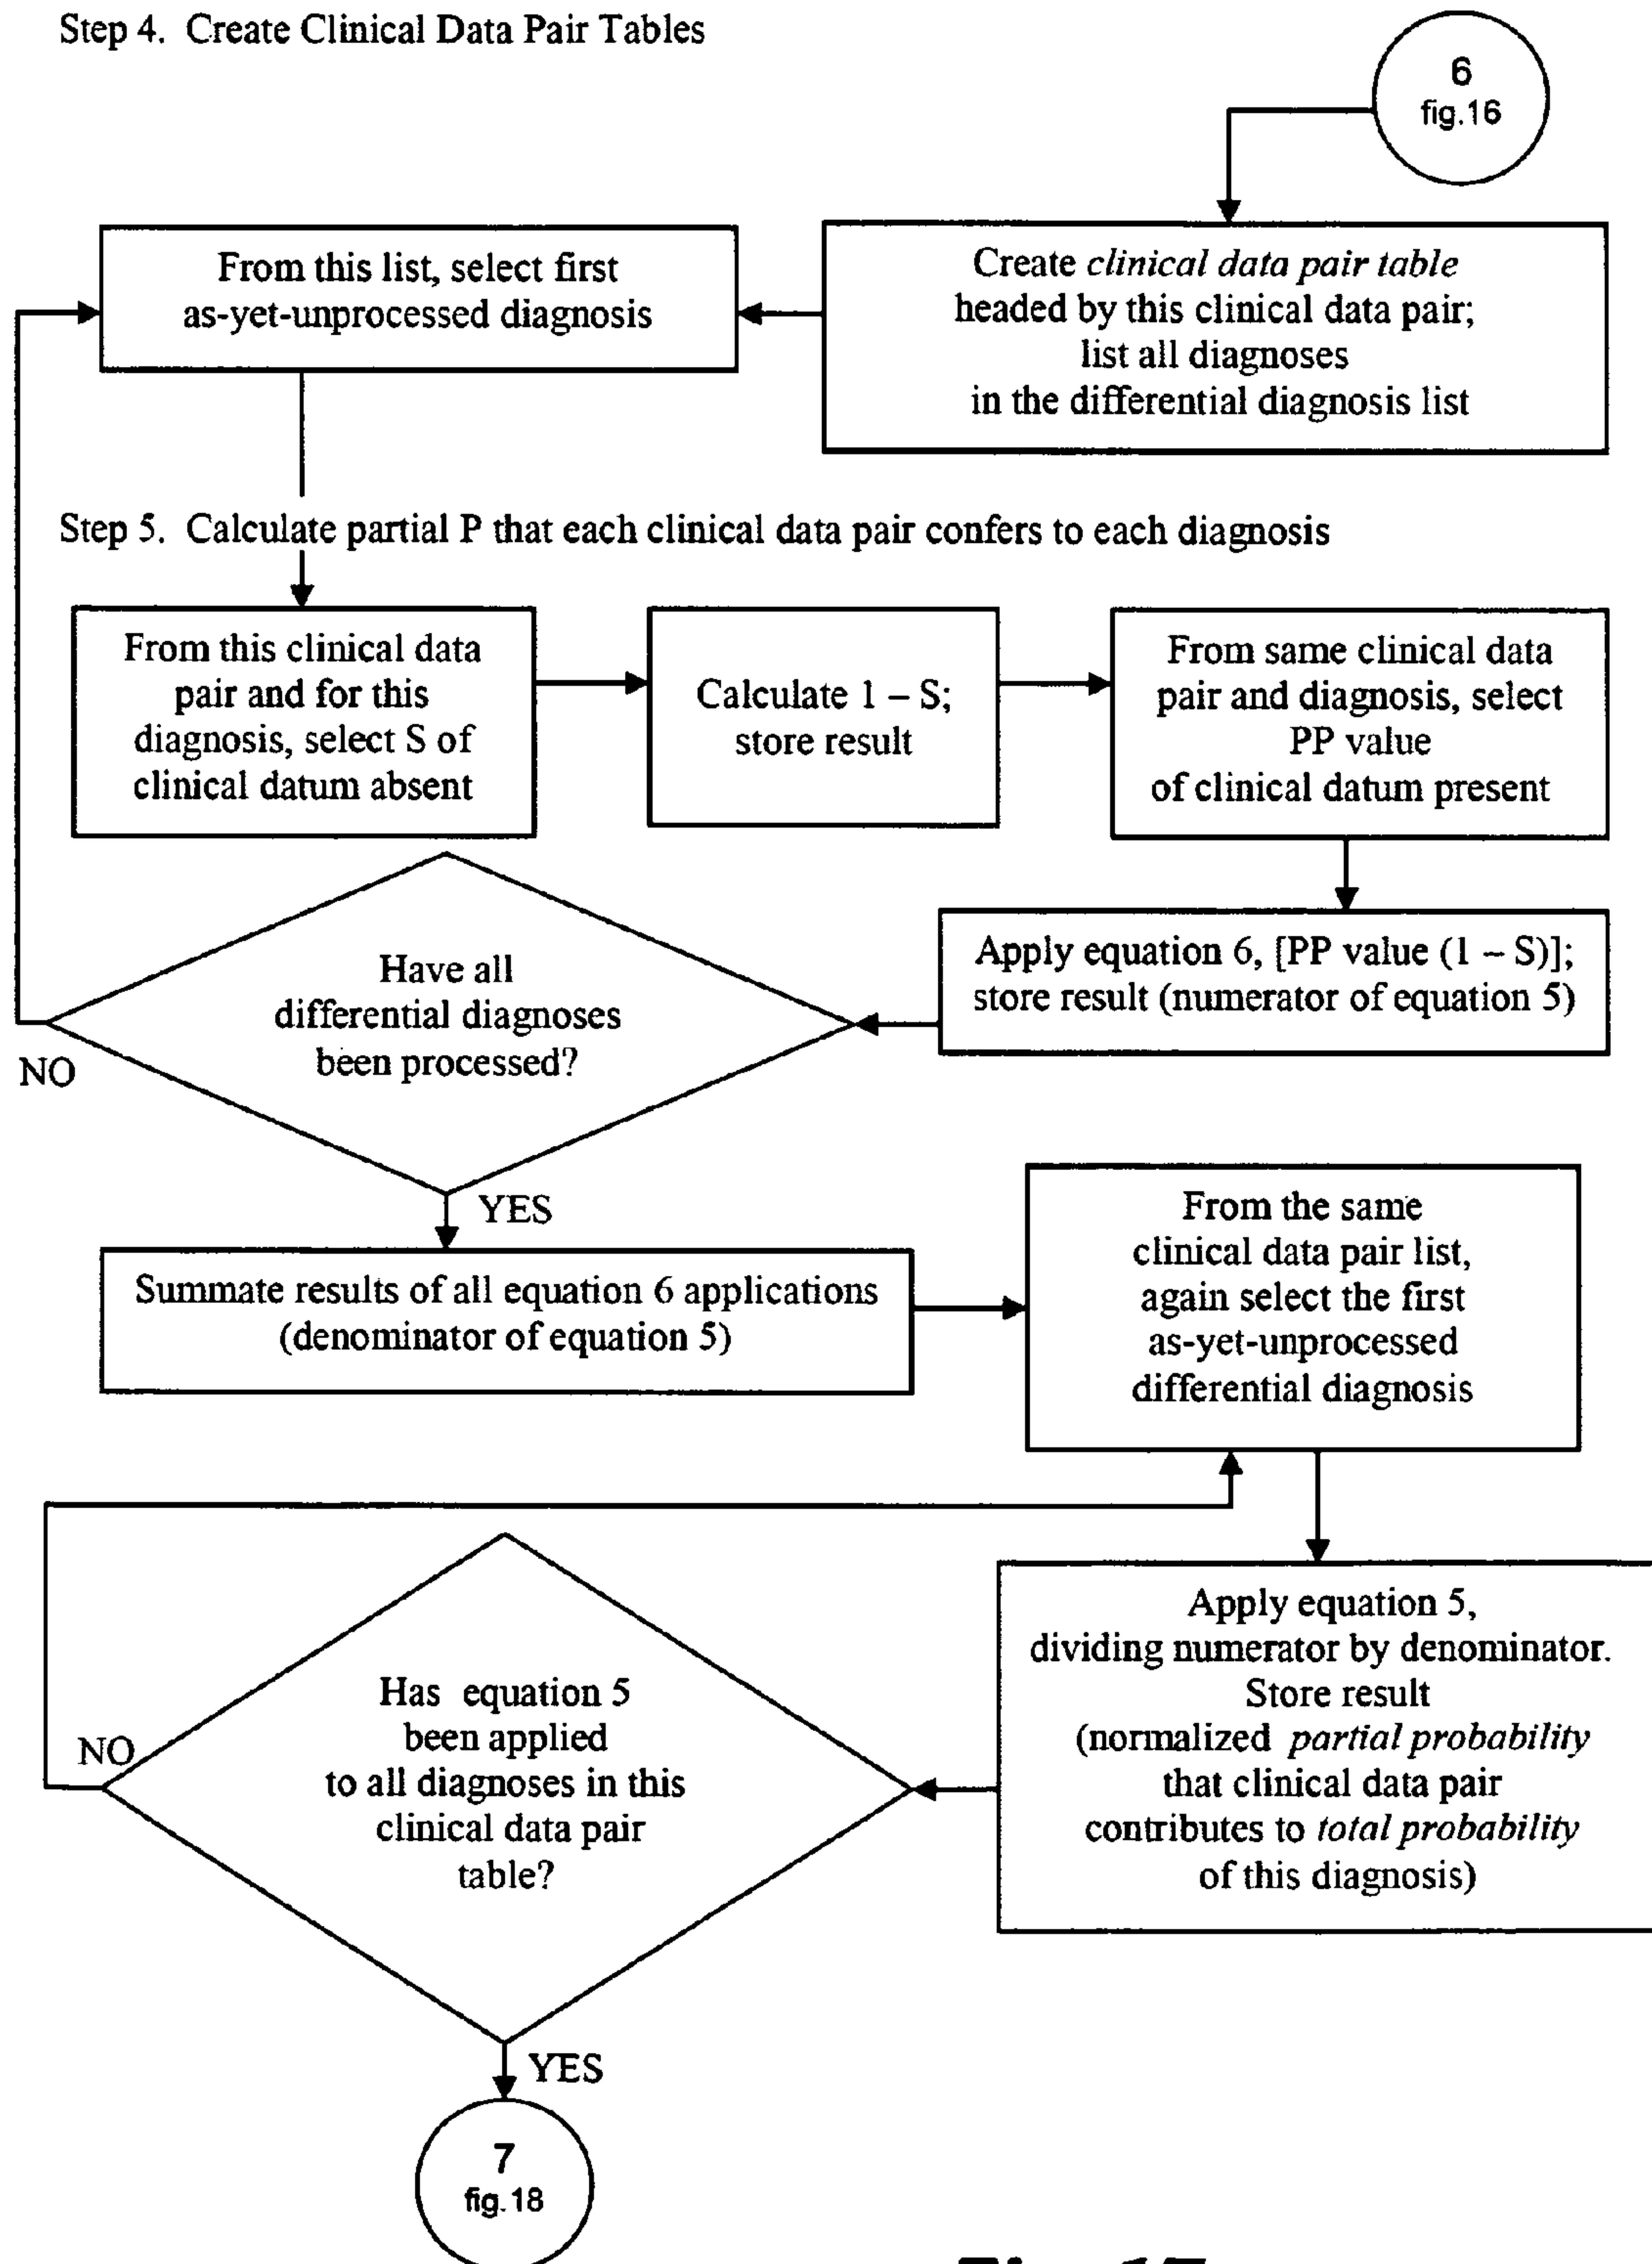 Step 4. Create Clinical Data Pair Tables
6
fig.16
Create clinical data pair table
headed by this clinical data pair;
list all diagnoses
in the differential diagnosis list
From this list, select first
as-yet-unprocessed diagnosis
Step 5. Calculate partial P that each clinical data pair confers to each diagnosis
From this clinical data
pair and for this
diagnosis, select S of
clinical datum absent
Calculate 1 – S;
store result
From same clinical data
pair and diagnosis, select
PP value
of clinical datum present
Apply equation 6, [PP value (1 – S)];
store result (numerator of equation 5)
Have all
differential diagnoses
been processed?
NO
YES
Summate results of all equation 6 applications
(denominator of equation 5)
From the same
clinical data pair list,
again select the first
as-yet-unprocessed
differential diagnosis
Apply equation 5,
dividing numerator by denominator.
Store result
(normalized partial probability
that clinical data pair
contributes to total probability
of this diagnosis)
Has equation 5
been applied
to all diagnoses in this
clinical data pair
table?
NO
YES
7
fig.18